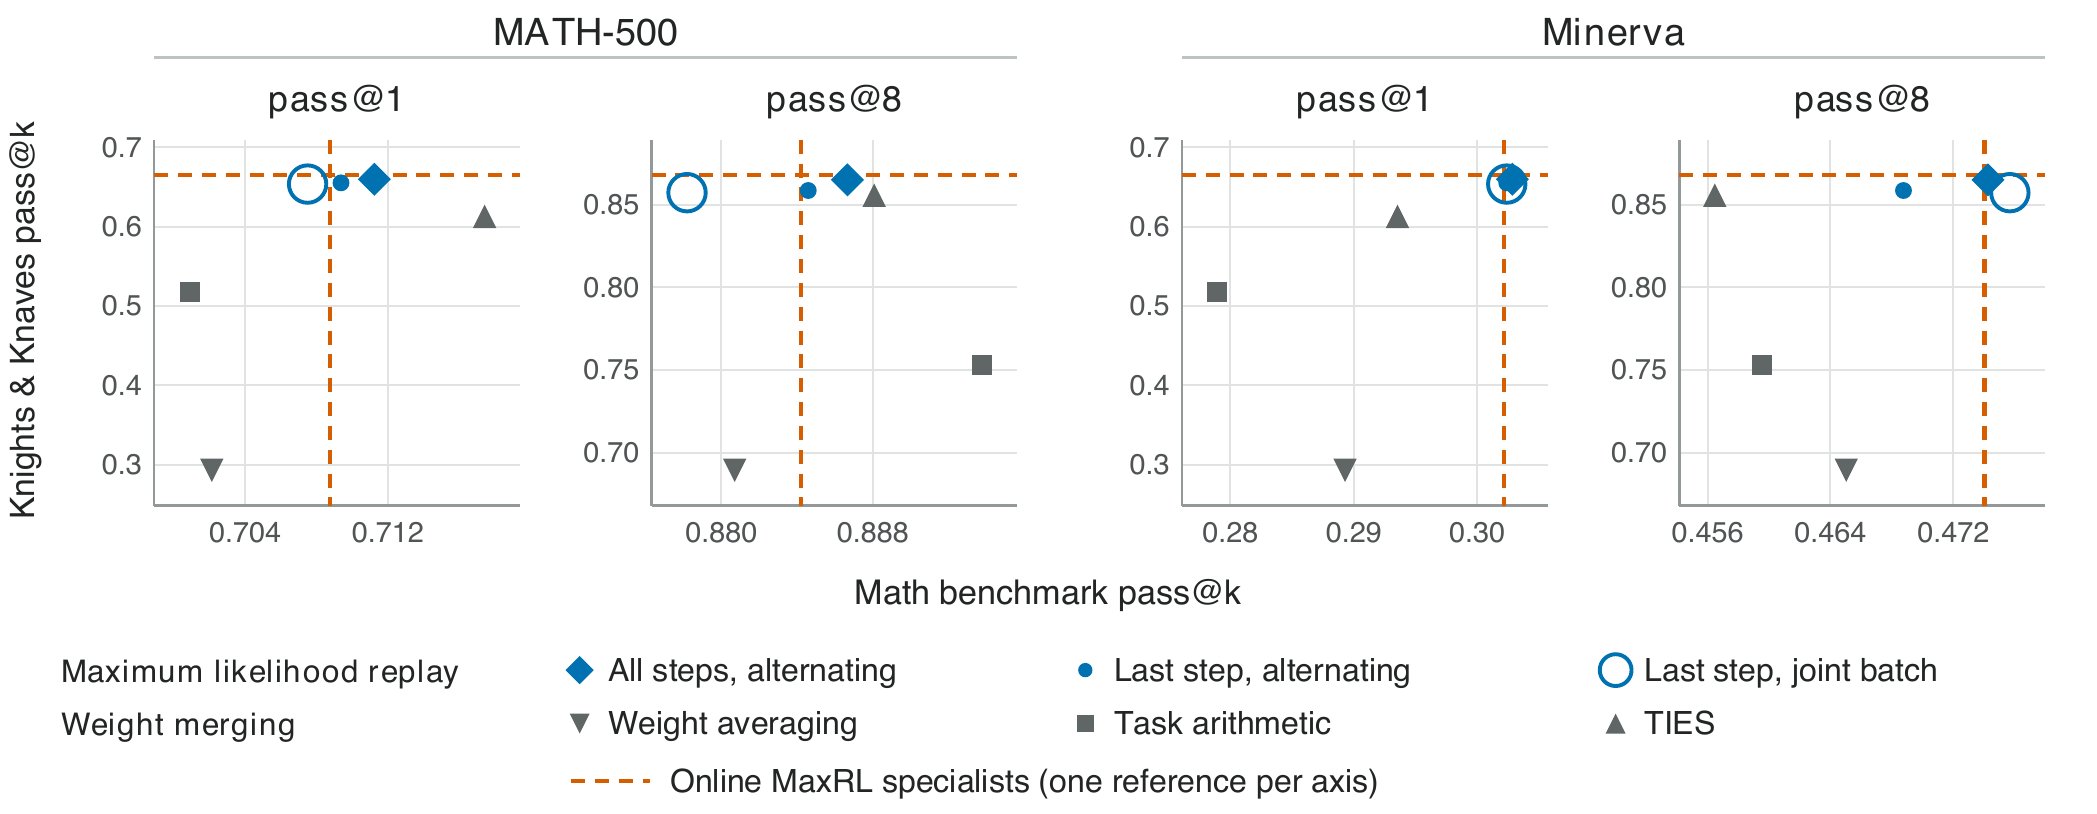 MATH-500
Minerva
pass@1
pass@8
pass@1
pass@8
Knights & Knaves pass@k
0.7
0.6
0.5
0.4
0.3
0.704
0.712
0.85
0.80
0.75
0.70
0.880
0.888
0.7
0.6
0.5
0.4
0.3
0.28
0.29
0.30
0.85
0.80
0.75
0.70
0.456
0.464
0.472
Math benchmark pass@k
Maximum likelihood replay
All steps, alternating
Last step, alternating
Last step, joint batch
Weight merging
Weight averaging
Task arithmetic
TIES
Online MaxRL specialists (one reference per axis)